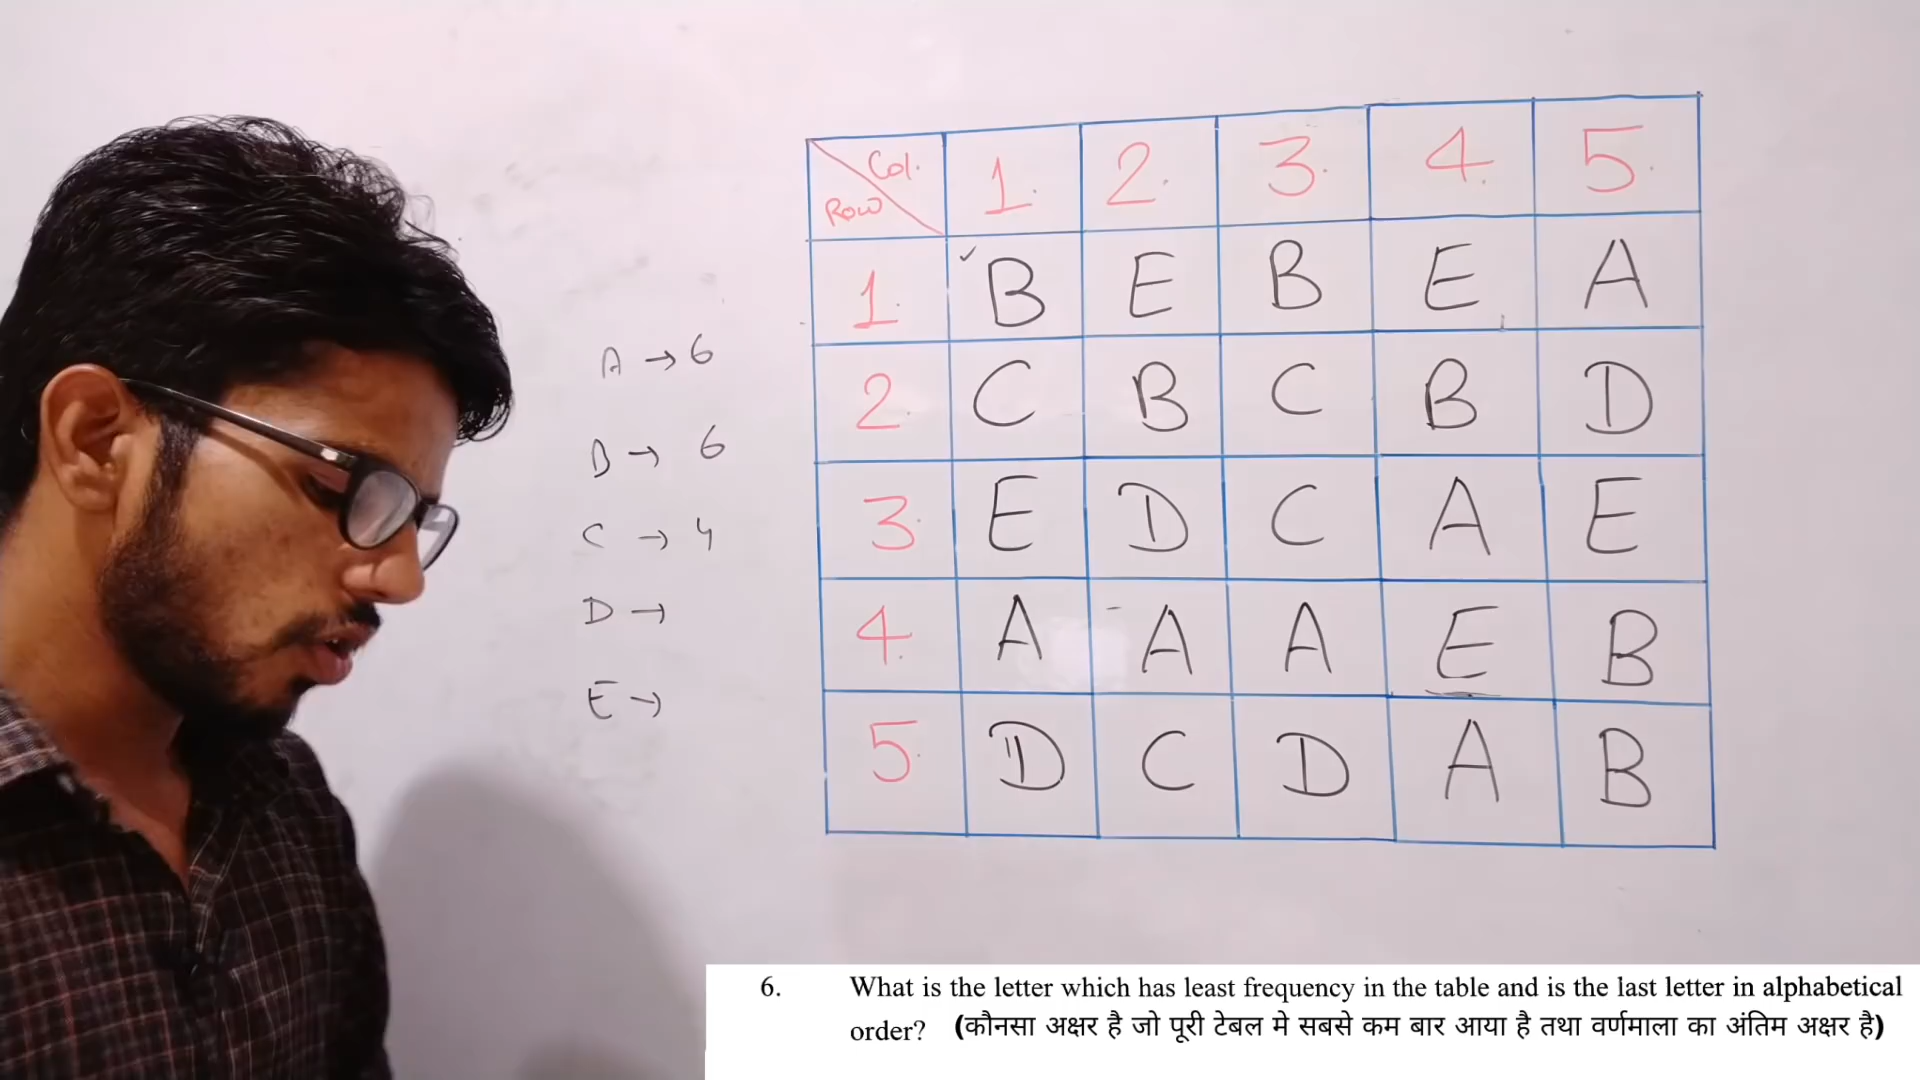 A → 6
B → 6
C → 4
D →
E →
Col. 1. 2. 3. 4. 5.
Row
1. ✓ B E B E A
2. C B C B D
3. E D C A E
4. A A A E B
5. D C D A B
6. What is the letter which has least frequency in the table and is the last letter in alphabetical
order? (कौनसा अक्षर है जो पूरी टेबल मे सबसे कम बार आया है तथा वर्णमाला का अंतिम अक्षर है)